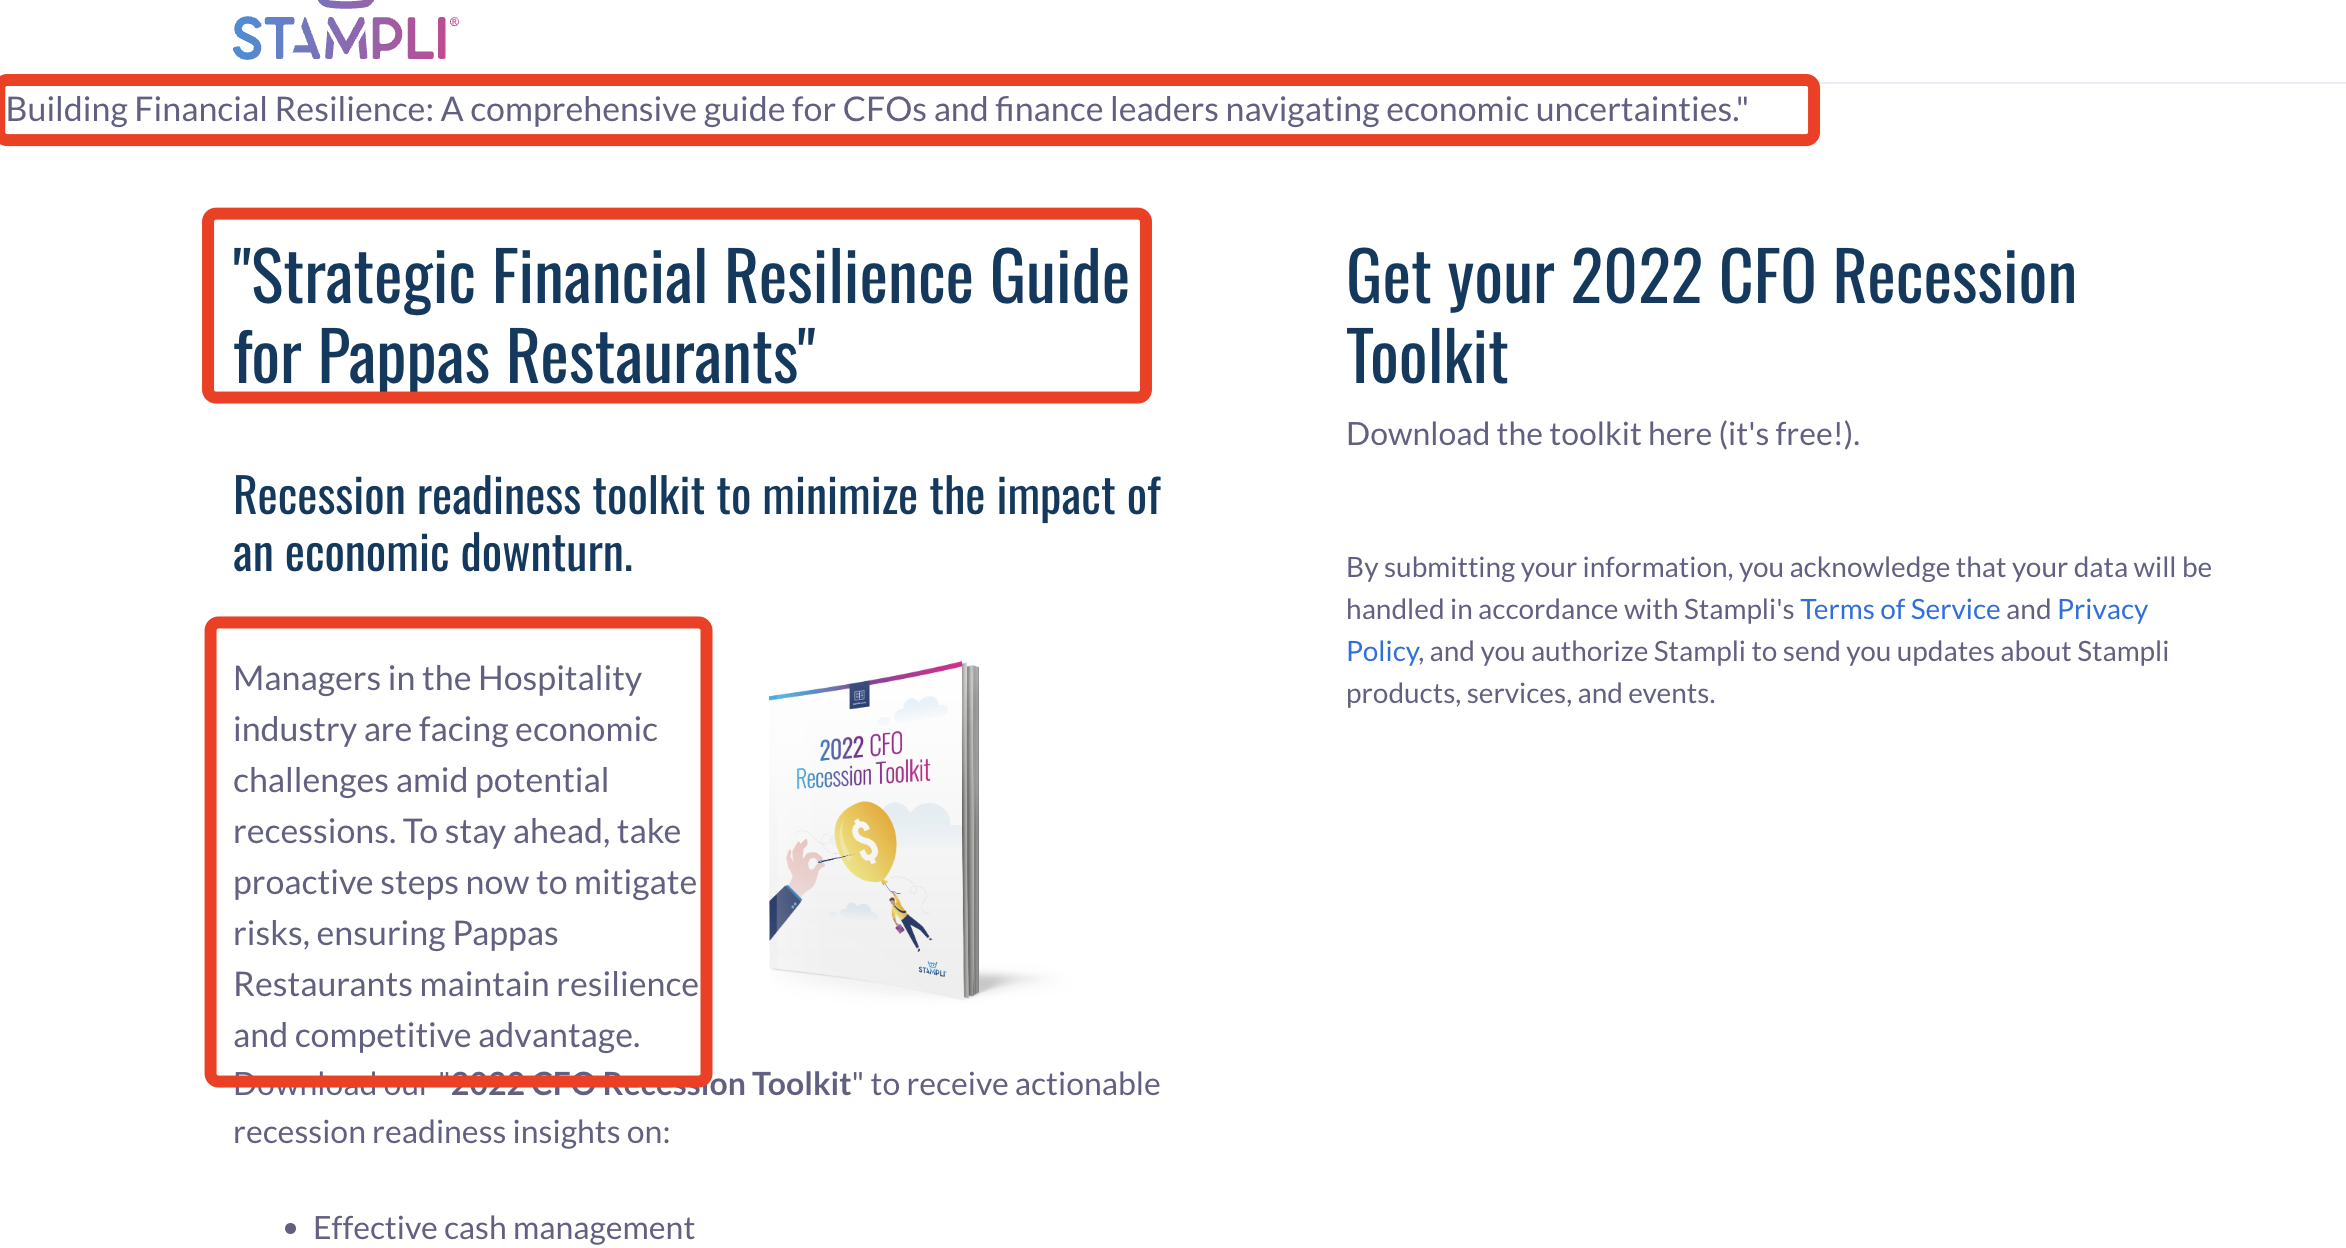 STAMPLI®
Building Financial Resilience: A comprehensive guide for CFOs and finance leaders navigating economic uncertainties."
"Strategic Financial Resilience Guide
for Pappas Restaurants"
Recession readiness toolkit to minimize the impact of
an economic downturn.
Managers in the Hospitality
industry are facing economic
challenges amid potential
recessions. To stay ahead, take
proactive steps now to mitigate
risks, ensuring Pappas
Restaurants maintain resilience
and competitive advantage.
2022 CFO
Recession Toolkit
$
STAMPLI
Download our "2022 CFO Recession Toolkit" to receive actionable
recession readiness insights on:
• Effective cash management
Get your 2022 CFO Recession
Toolkit
Download the toolkit here (it's free!).
By submitting your information, you acknowledge that your data will be
handled in accordance with Stampli's Terms of Service and Privacy
Policy, and you authorize Stampli to send you updates about Stampli
products, services, and events.